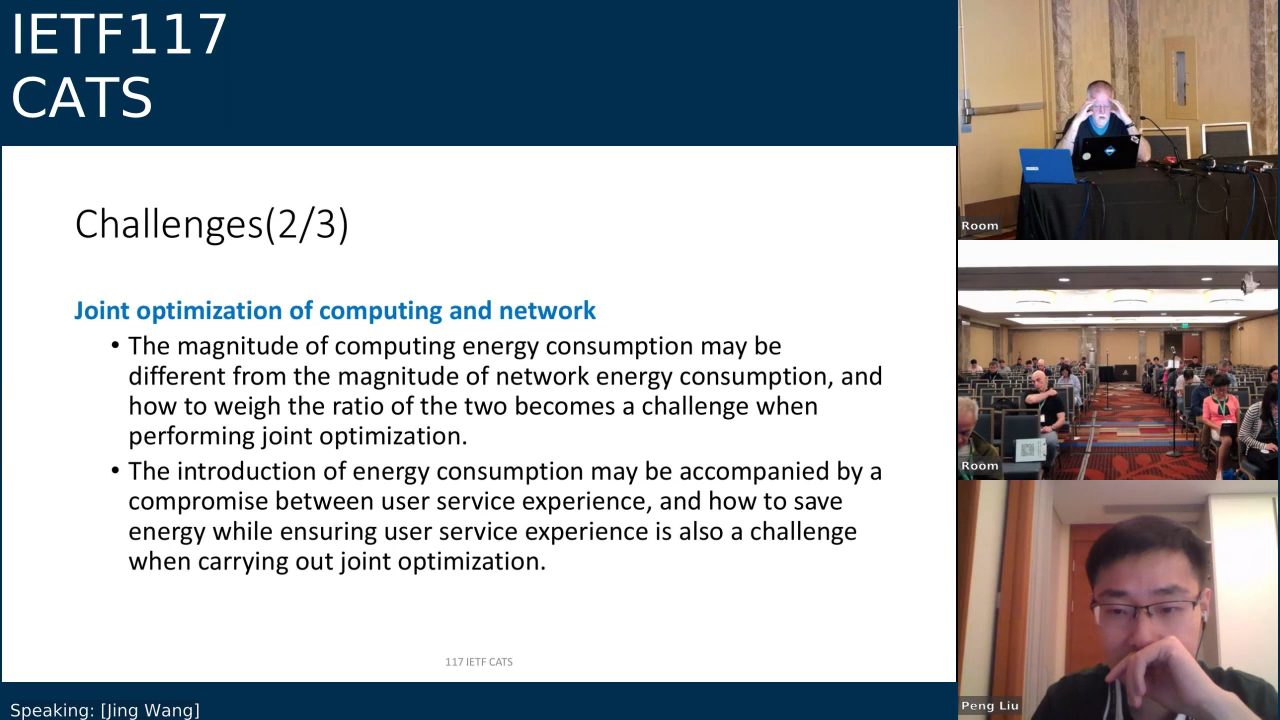 IETF117
CATS
Challenges(2/3)
Joint optimization of computing and network
• The magnitude of computing energy consumption may be
different from the magnitude of network energy consumption, and
how to weigh the ratio of the two becomes a challenge when
performing joint optimization.
• The introduction of energy consumption may be accompanied by a
compromise between user service experience, and how to save
energy while ensuring user service experience is also a challenge
when carrying out joint optimization.
117 IETF CATS
Speaking: [Jing Wang]
Room
Room
Peng Liu